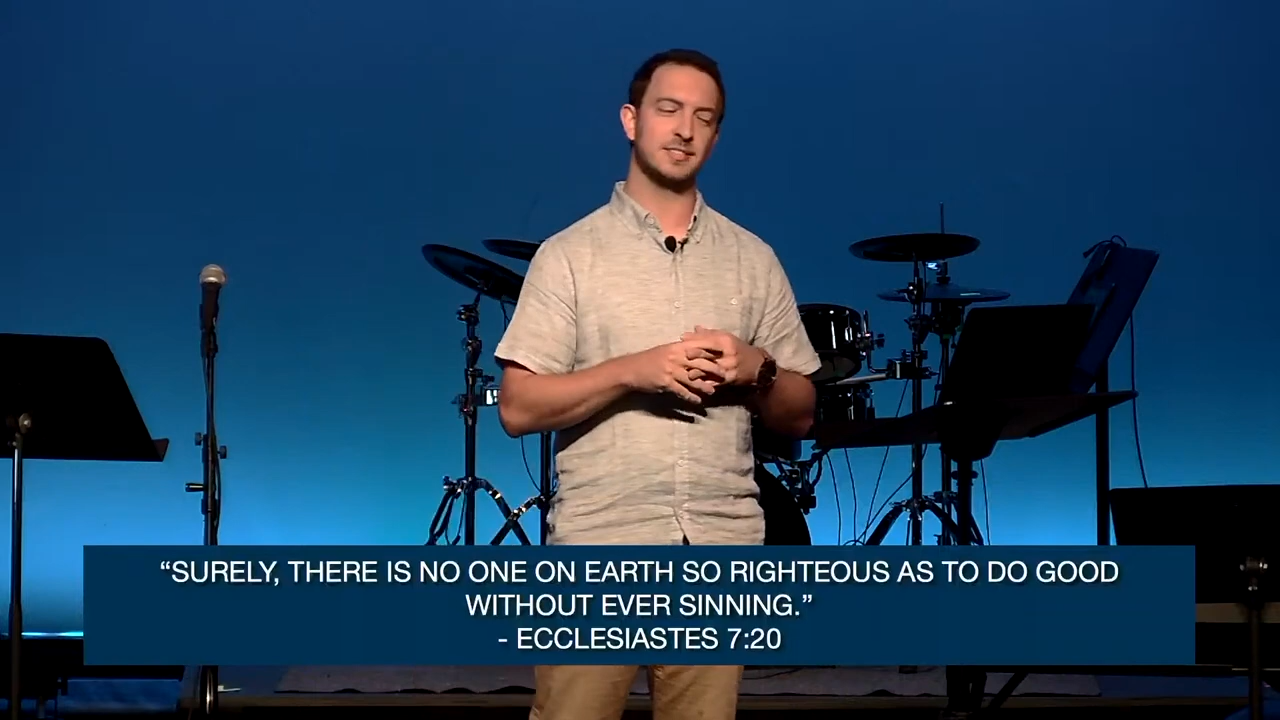 “SURELY, THERE IS NO ONE ON EARTH SO RIGHTEOUS AS TO DO GOOD
WITHOUT EVER SINNING.”
- ECCLESIASTES 7:20